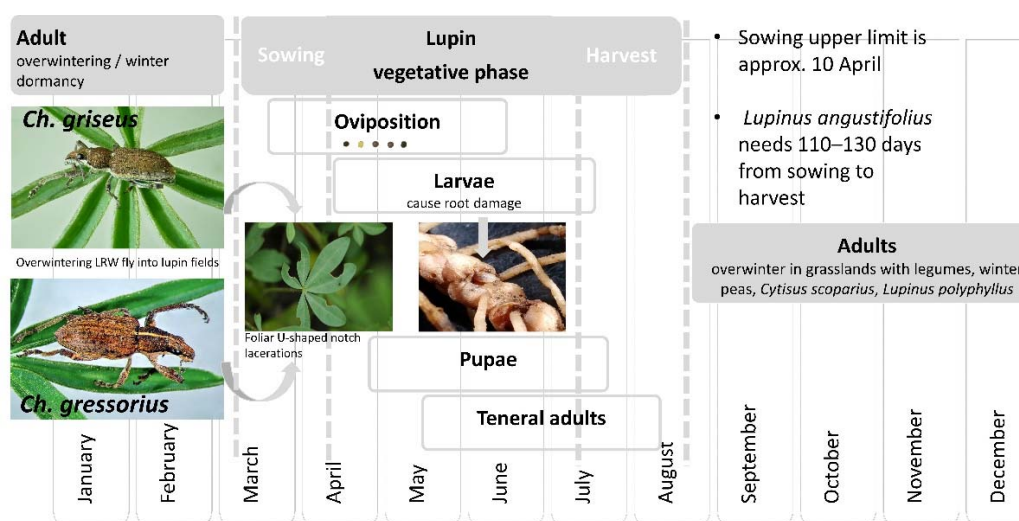 Adult
overwintering / winter
dormancy
Ch. griseus
Overwintering LRW fly into lupin fields
Ch. gressorius
Lupin
Sowing
Harvest
vegetative phase
Oviposition
Larvae
cause root damage
Foliar U-shaped notch
lacerations
Pupae
Teneral adults
• Sowing upper limit is
approx. 10 April
• Lupinus angustifolius
needs 110–130 days
from sowing to
harvest
Adults
overwinter in grasslands with legumes, winter
peas, Cytisus scoparius, Lupinus polyphyllus
January
February
March
April
May
June
July
August
September
October
November
December